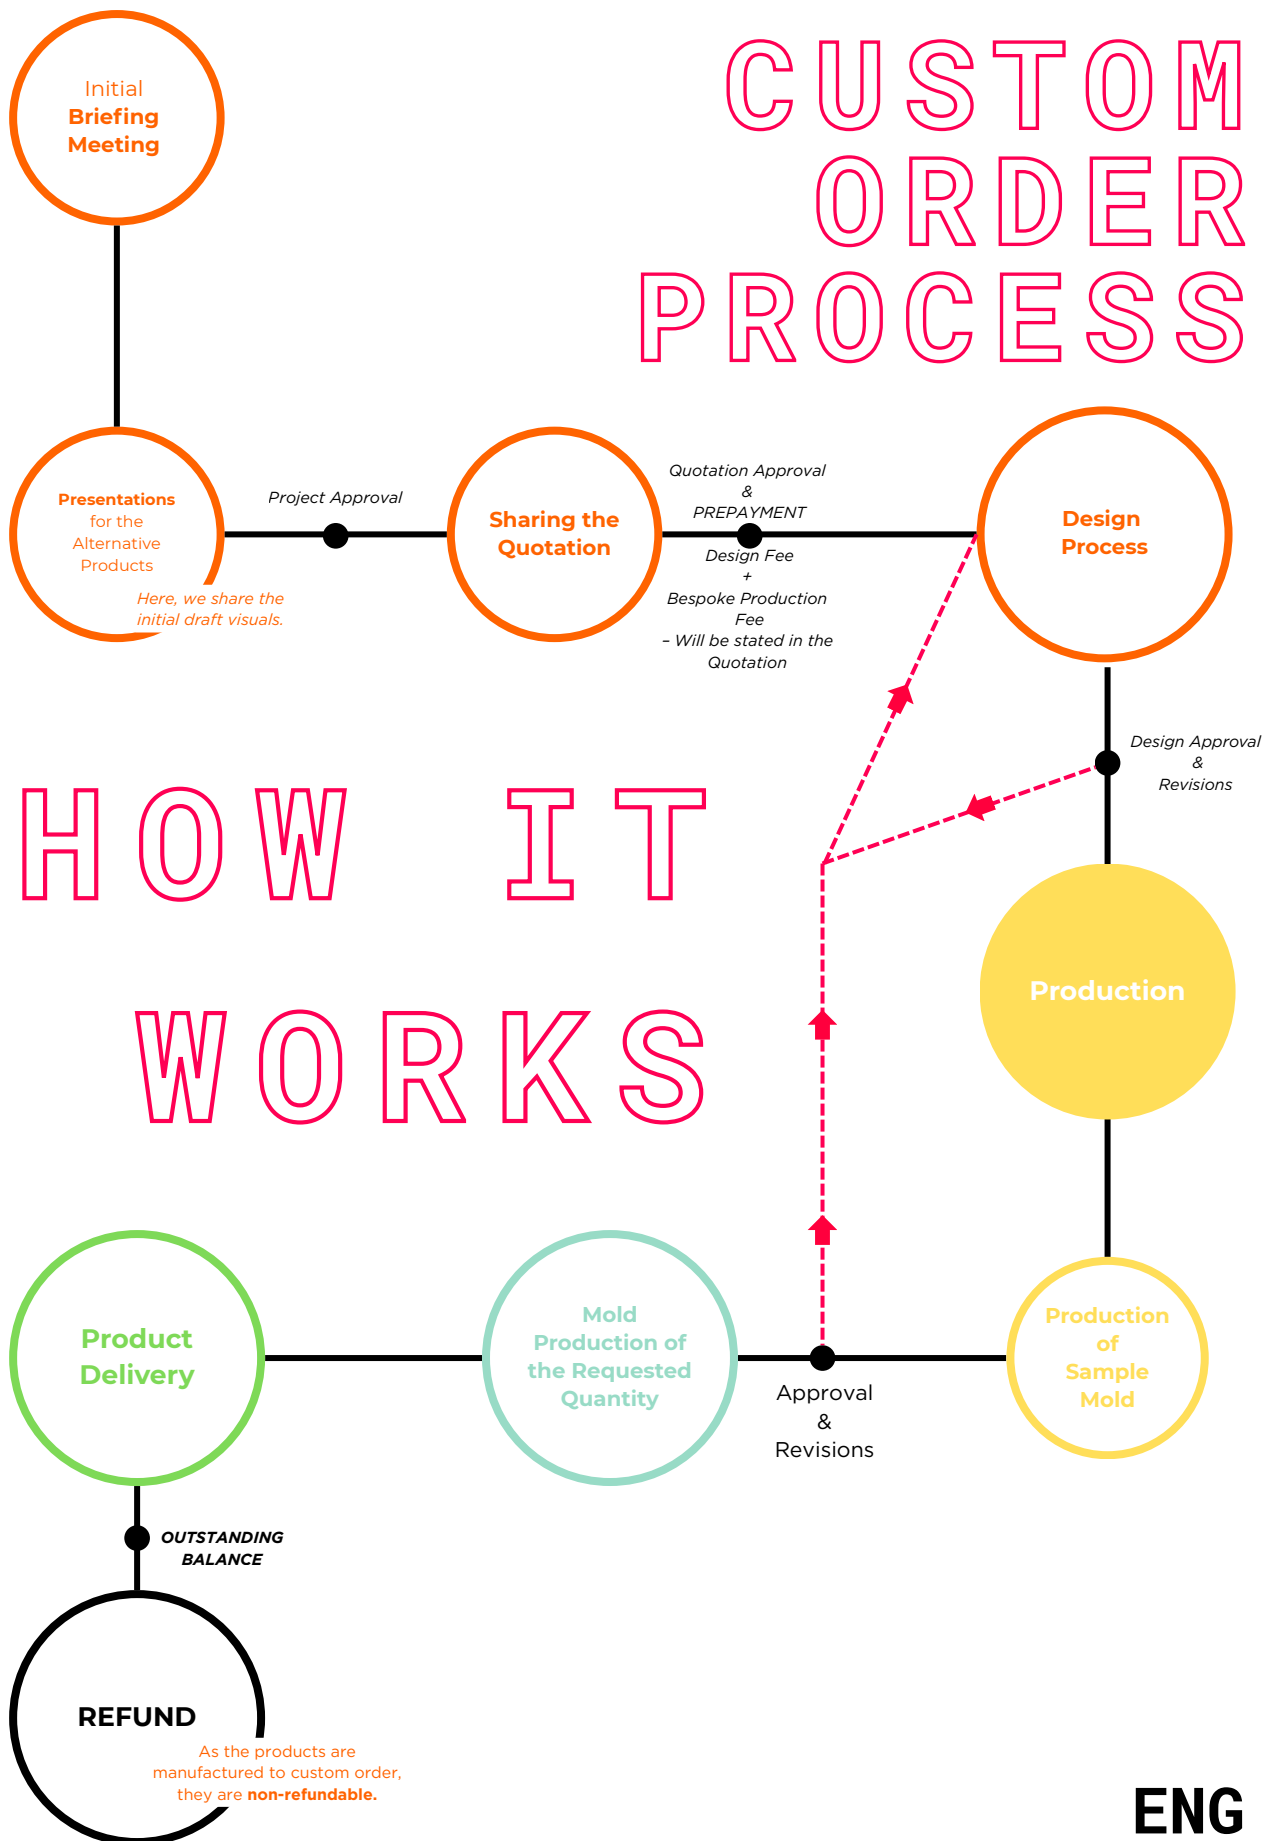 CUSTOM
ORDER
PROCESS
Initial
Briefing
Meeting
Presentations
for the
Alternative
Products
Here, we share the
initial draft visuals.
Project Approval
Sharing the
Quotation
Quotation Approval
&
PREPAYMENT
Design Fee
+
Bespoke Production
Fee
– Will be stated in the
Quotation
Design
Process
Design Approval
&
Revisions
HOW IT
WORKS
Production
Production
of
Sample
Mold
Approval
&
Revisions
Mold
Production of
the Requested
Quantity
Product
Delivery
OUTSTANDING
BALANCE
REFUND
As the products are
manufactured to custom order,
they are non-refundable.
ENG